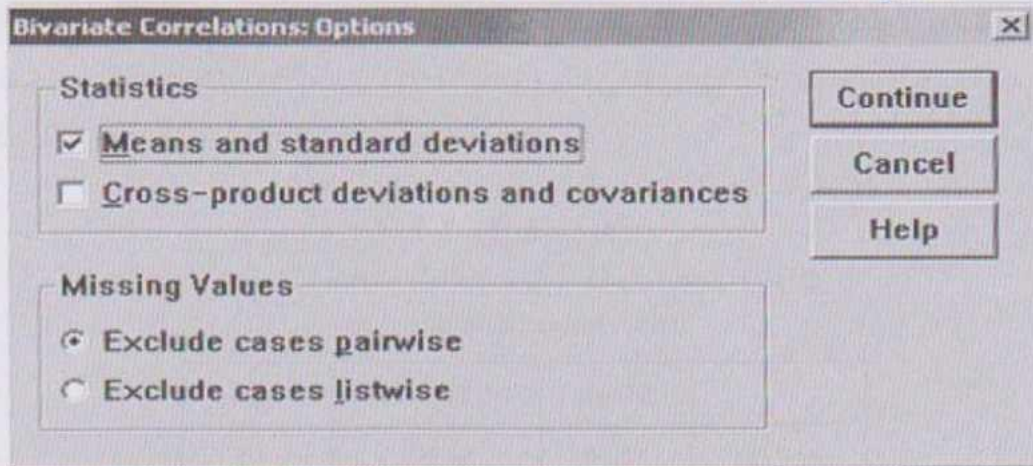 Bivariate Correlations: Options
Statistics
Means and standard deviations
Cross-product deviations and covariances
Continue
Cancel
Help
Missing Values
Exclude cases pairwise
Exclude cases listwise